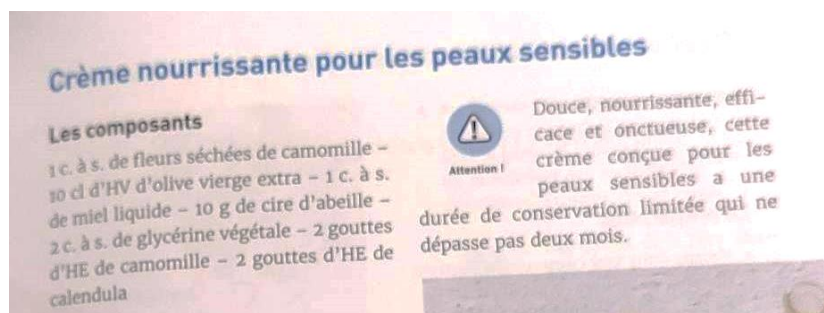 Crème nourrissante pour les peaux sensibles
Les composants
1 c. à s. de fleurs séchées de camomille –
10 cl d'HV d'olive vierge extra – 1 c. à s.
de miel liquide – 10 g de cire d'abeille –
2 c. à s. de glycérine végétale – 2 gouttes
d'HE de camomille – 2 gouttes d'HE de
calendula
Attention !
Douce, nourrissante, effi-
cace et onctueuse, cette
crème conçue pour les
peaux sensibles a une
durée de conservation limitée qui ne
dépasse pas deux mois.